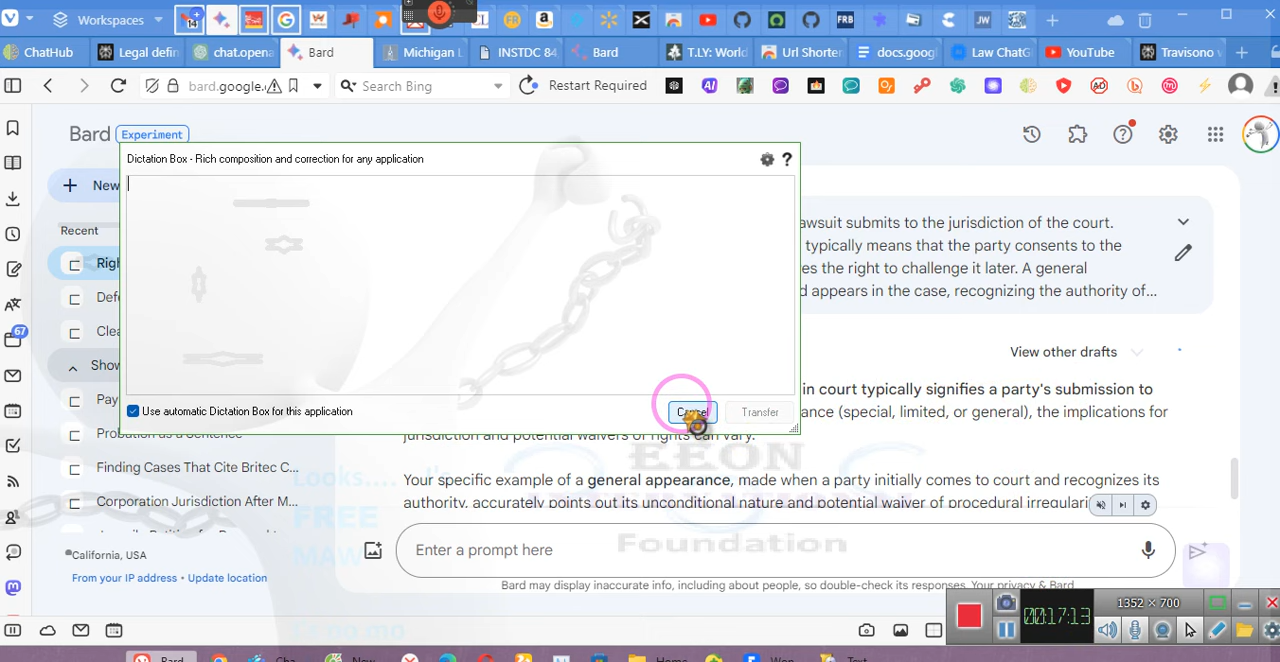 Workspaces
ChatHub
Legal defin
chat.opena
Bard
Michigan L
INSTDC 84
Bard
T.I.Y: World
Url Shorter
docs.goog
Law ChatG
YouTube
Travisono v
bard.google.
Search Bing
Restart Required
Bard Experiment
Dictation Box - Rich composition and correction for any application
New
Recent
Righ
Defe
Clea
Show
Pay
Probation as a Sentence
Finding Cases That Cite Britec C...
Corporation Jurisdiction After M...
California, USA
From your IP address • Update location
Use automatic Dictation Box for this application
Cancel
Transfer
awsuit submits to the jurisdiction of the court.
typically means that the party consents to the
es the right to challenge it later. A general
d appears in the case, recognizing the authority of...
View other drafts
in court typically signifies a party's submission to
ance (special, limited, or general), the implications for
jurisdiction and potential waivers of rights can vary.
Your specific example of a general appearance, made when a party initially comes to court and recognizes its
authority, accurately points out its unconditional nature and potential waiver of procedural irregulari
Looks....
FREE
EEON
Foundation
Enter a prompt here
Bard may display inaccurate info, including about people, so double-check its responses. Your privacy & Bard
67
00:17:13
1352 × 700
Bard
Cha
New
Home
Won
Text